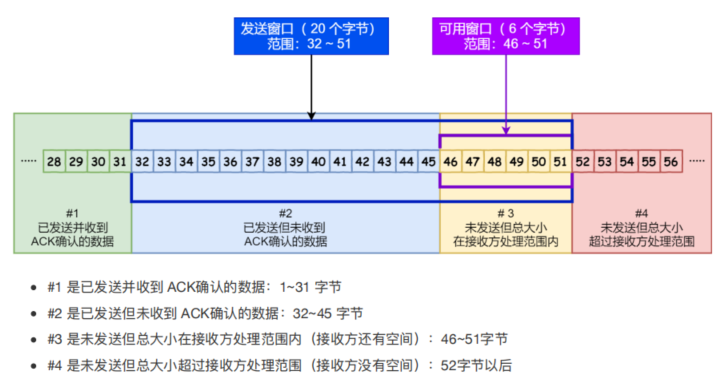 发送窗口（ 20 个字节）
范围：32 ~ 51
可用窗口（ 6 个字节）
范围：46 ~ 51
····· 28 29 30 31 32 33 34 35 36 37 38 39 40 41 42 43 44 45 46 47 48 49 50 51 52 53 54 55 56 ·····
#1
已发送并收到
ACK确认的数据
#2
已发送但未收到
ACK确认的数据
# 3
未发送但总大小
在接收方处理范围内
#4
未发送但总大小
超过接收方处理范围
• #1 是已发送并收到 ACK确认的数据：1~31 字节
• #2 是已发送但未收到 ACK确认的数据：32~45 字节
• #3 是未发送但总大小在接收方处理范围内（接收方还有空间）：46~51字节
• #4 是未发送但总大小超过接收方处理范围（接收方没有空间）：52字节以后